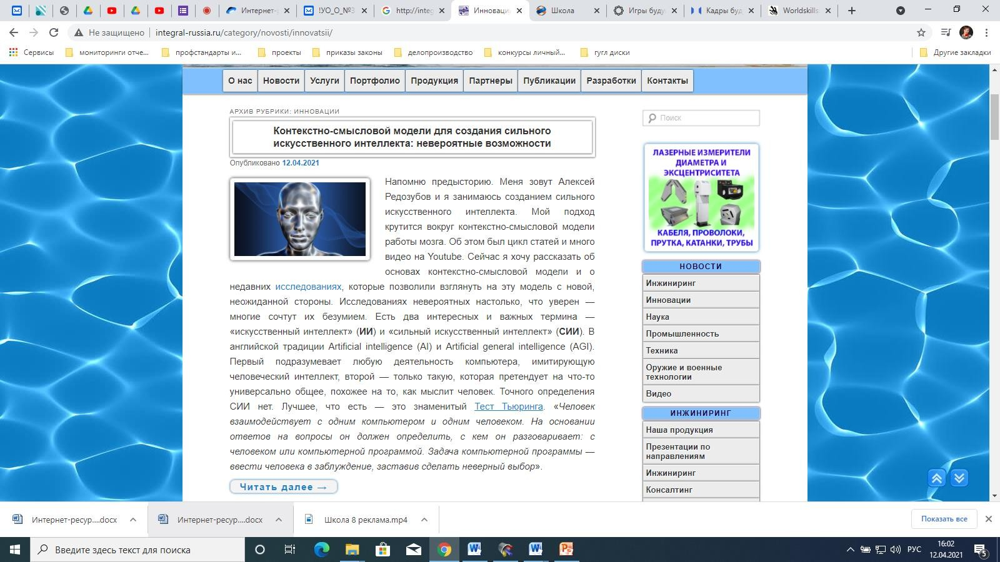 Интернет-
!УО_О_№3
http://integ
Инновации
Школа
Игры буду
Кадры буд
Worldskills
Не защищено
integral-russia.ru/category/novosti/innovatsii/
Сервисы
мониторинги отче...
профстандарты и...
проекты
приказы законы
делопроизводство
конкурсы личный...
гугл диски
Другие закладки
О нас
Новости
Услуги
Портфолио
Продукция
Партнеры
Публикации
Разработки
Контакты
АРХИВ РУБРИКИ: ИННОВАЦИИ
Контекстно-смысловой модели для создания сильного
искусственного интеллекта: невероятные возможности
Опубликовано 12.04.2021
Напомню предысторию. Меня зовут Алексей
Редозубов и я занимаюсь созданием сильного
искусственного интеллекта. Мой подход
крутится вокруг контекстно-смысловой модели
работы мозга. Об этом был цикл статей и много
видео на Youtube. Сейчас я хочу рассказать об
основах контекстно-смысловой модели и о
недавних исследованиях, которые позволили взглянуть на эту модель с новой,
неожиданной стороны. Исследованиях невероятных настолько, что уверен —
многие сочтут их безумием. Есть два интересных и важных термина —
«искусственный интеллект» (ИИ) и «сильный искусственный интеллект» (СИИ). В
английской традиции Artificial intelligence (AI) и Artificial general intelligence (AGI).
Первый подразумевает любую деятельность компьютера, имитирующую
человеческий интеллект, второй — только такую, которая претендует на что-то
универсально общее, похожее на то, как мыслит человек. Точного определения
СИИ нет. Лучшее, что есть — это знаменитый Тест Тьюринга. «Человек
взаимодействует с одним компьютером и одним человеком. На основании
ответов на вопросы он должен определить, с кем он разговаривает: с
человеком или компьютерной программой. Задача компьютерной программы —
ввести человека в заблуждение, заставив сделать неверный выбор».
Читать далее →
Поиск
ЛАЗЕРНЫЕ ИЗМЕРИТЕЛИ
ДИАМЕТРА И
ЭКСЦЕНТРИСИТЕТА
КАБЕЛЯ, ПРОВОЛОКИ,
ПРУТКА, КАТАНКИ, ТРУБЫ
НОВОСТИ
Инжиниринг
Инновации
Наука
Промышленность
Техника
Оружие и военные
технологии
Видео
ИНЖИНИРИНГ
Наша продукция
Презентации по
направлениям
Инжиниринг
Консалтинг
Интернет-ресур....docx
Интернет-ресур....docx
Школа 8 реклама.mp4
Показать все
Введите здесь текст для поиска
РУС
16:02
12.04.2021
5